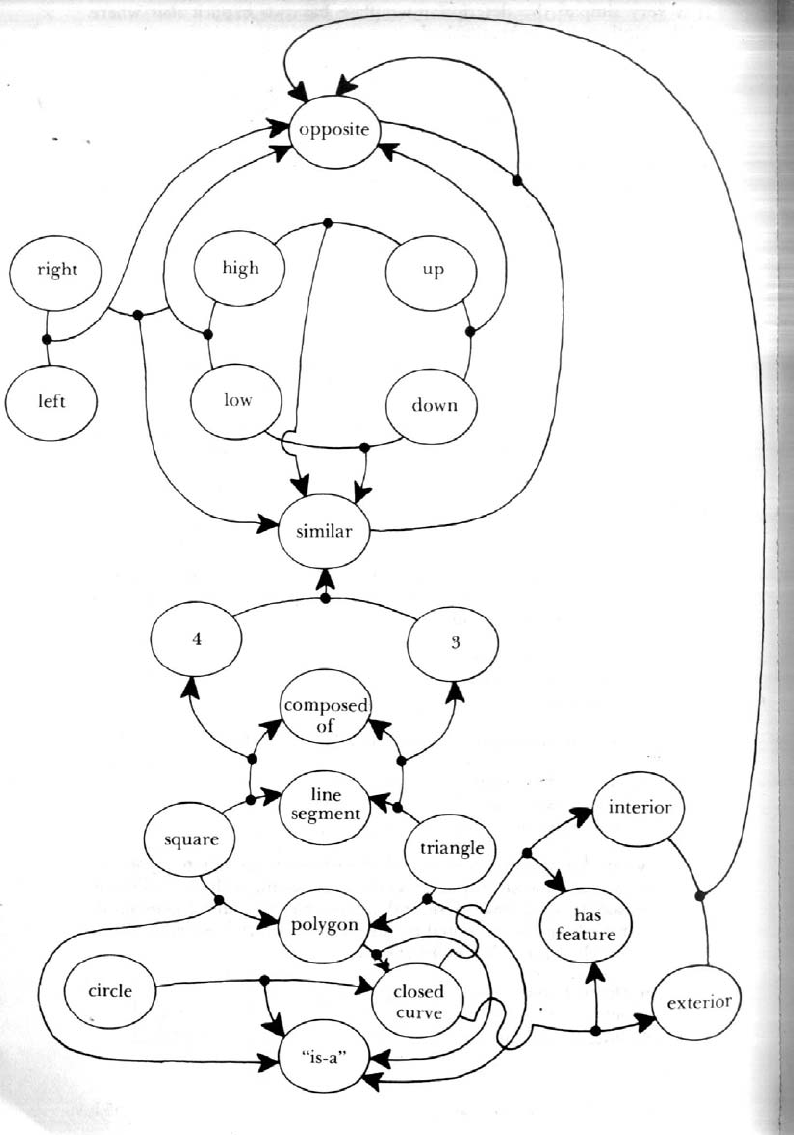 opposite
right
high
up
left
low
down
similar
4
3
composed
of
line
segment
interior
square
triangle
has
feature
polygon
circle
closed
curve
exterior
“is-a”